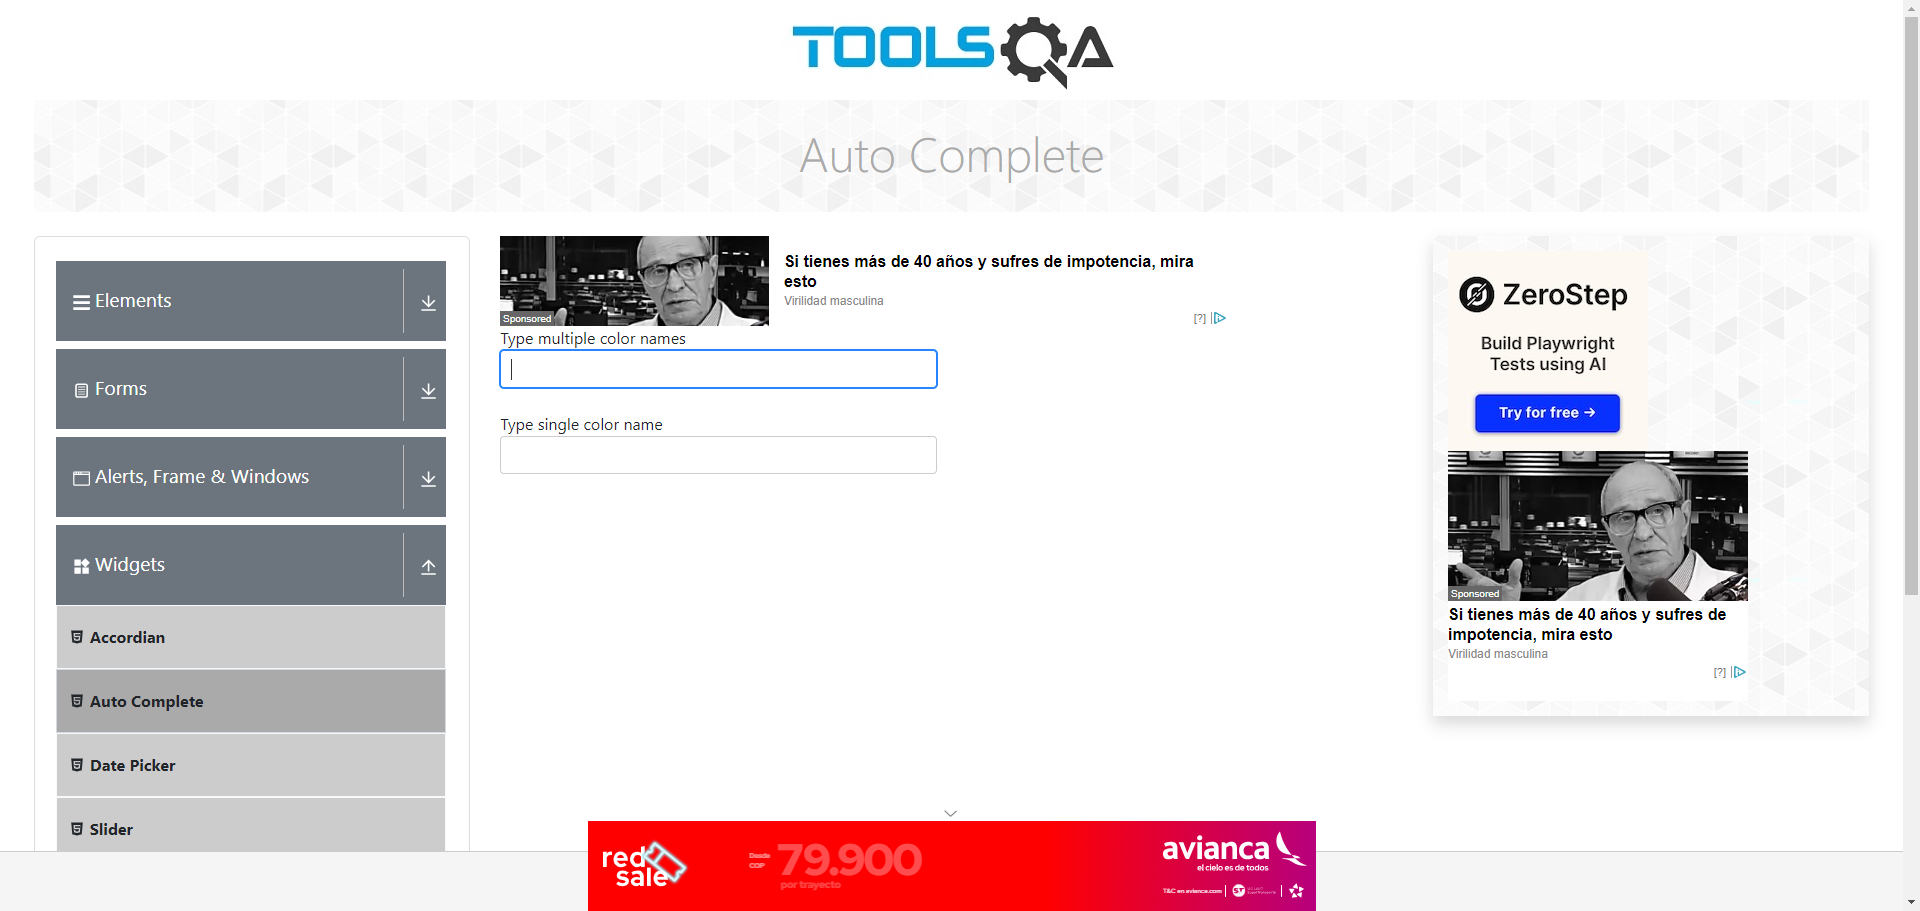 TOOLSQA
Auto Complete
Elements
Forms
Alerts, Frame & Windows
Widgets
Accordian
Auto Complete
Date Picker
Slider
Sponsored
Si tienes más de 40 años y sufres de impotencia, mira
esto
Virilidad masculina
[?]
Type multiple color names
Type single color name
ZeroStep
Build Playwright
Tests using AI
Try for free →
Sponsored
Si tienes más de 40 años y sufres de
impotencia, mira esto
Virilidad masculina
[?]
red
sale
Desde
COP
79.900
por trayecto
avianca
el cielo es de todos
T&C en avianca.com